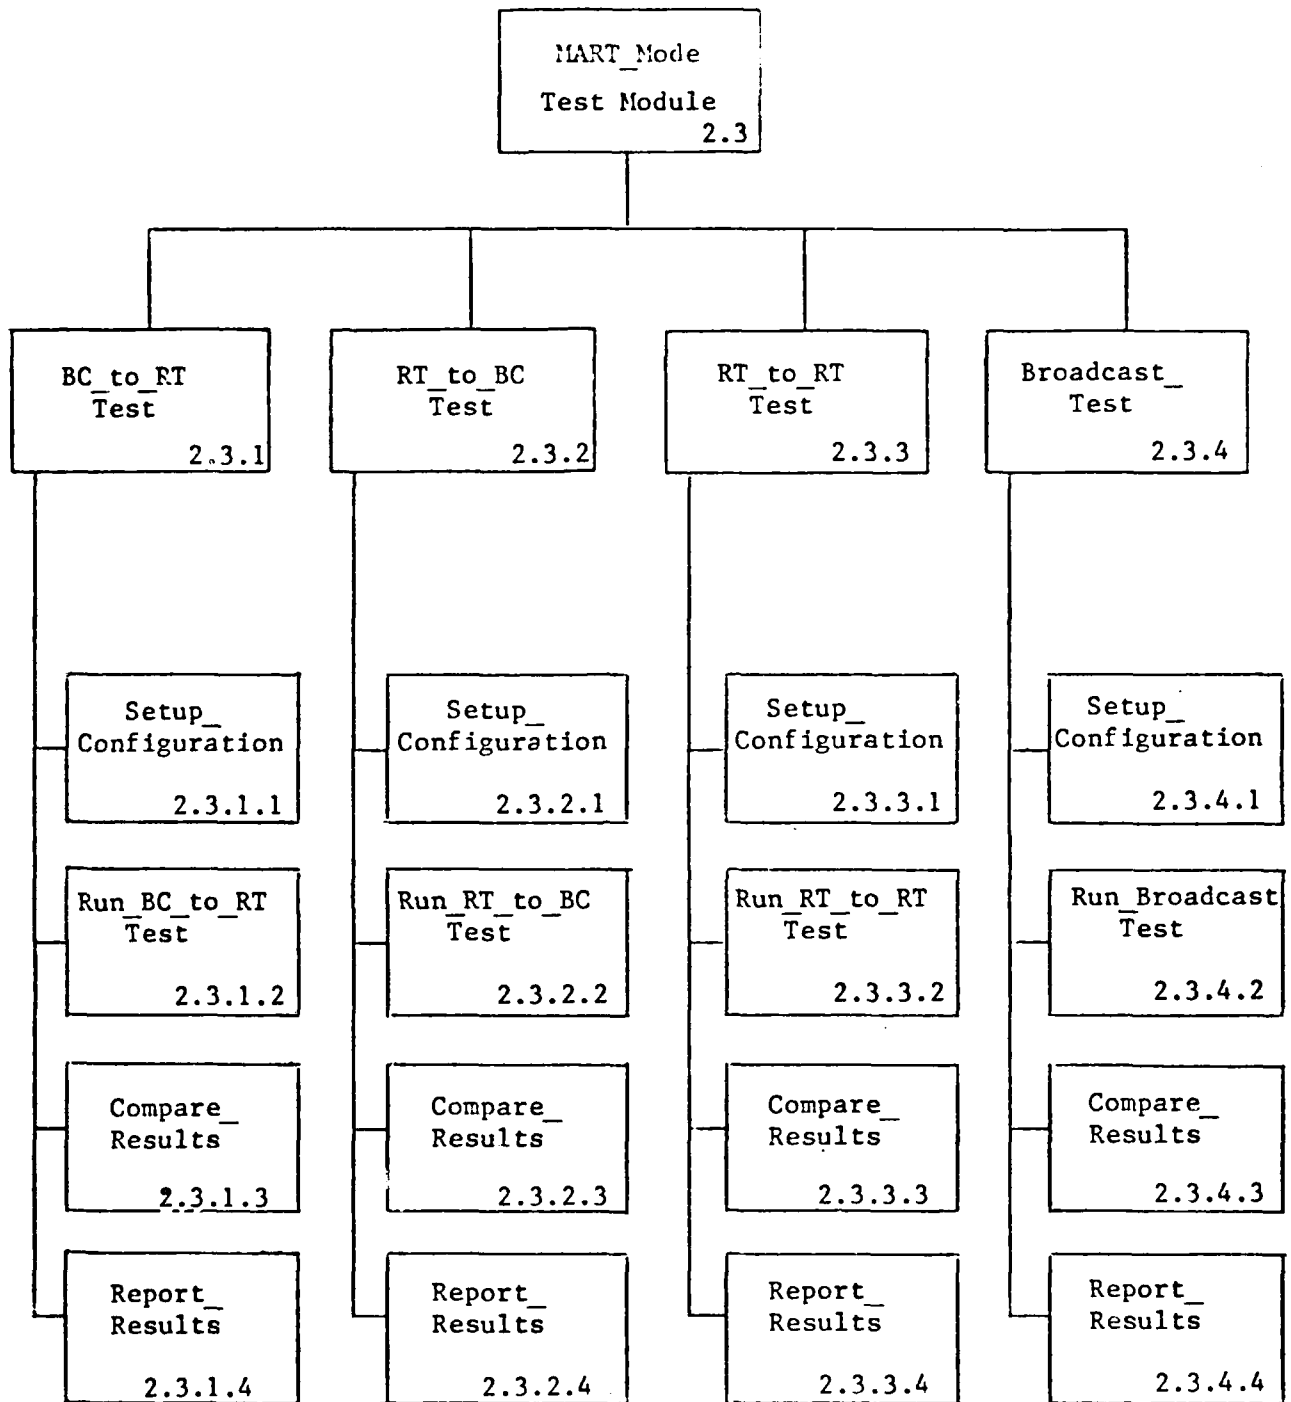 MART_Mode
Test Module
2.3
BC_to_RT
Test
2.3.1
RT_to_BC
Test
2.3.2
RT_to_RT
Test
2.3.3
Broadcast_
Test
2.3.4
Setup_
Configuration
2.3.1.1
Setup_
Configuration
2.3.2.1
Setup_
Configuration
2.3.3.1
Setup_
Configuration
2.3.4.1
Run_BC_to_RT
Test
2.3.1.2
Run_RT_to_BC
Test
2.3.2.2
Run_RT_to_RT
Test
2.3.3.2
Run_Broadcast
Test
2.3.4.2
Compare_
Results
2.3.1.3
Compare_
Results
2.3.2.3
Compare_
Results
2.3.3.3
Compare_
Results
2.3.4.3
Report_
Results
2.3.1.4
Report_
Results
2.3.2.4
Report_
Results
2.3.3.4
Report_
Results
2.3.4.4